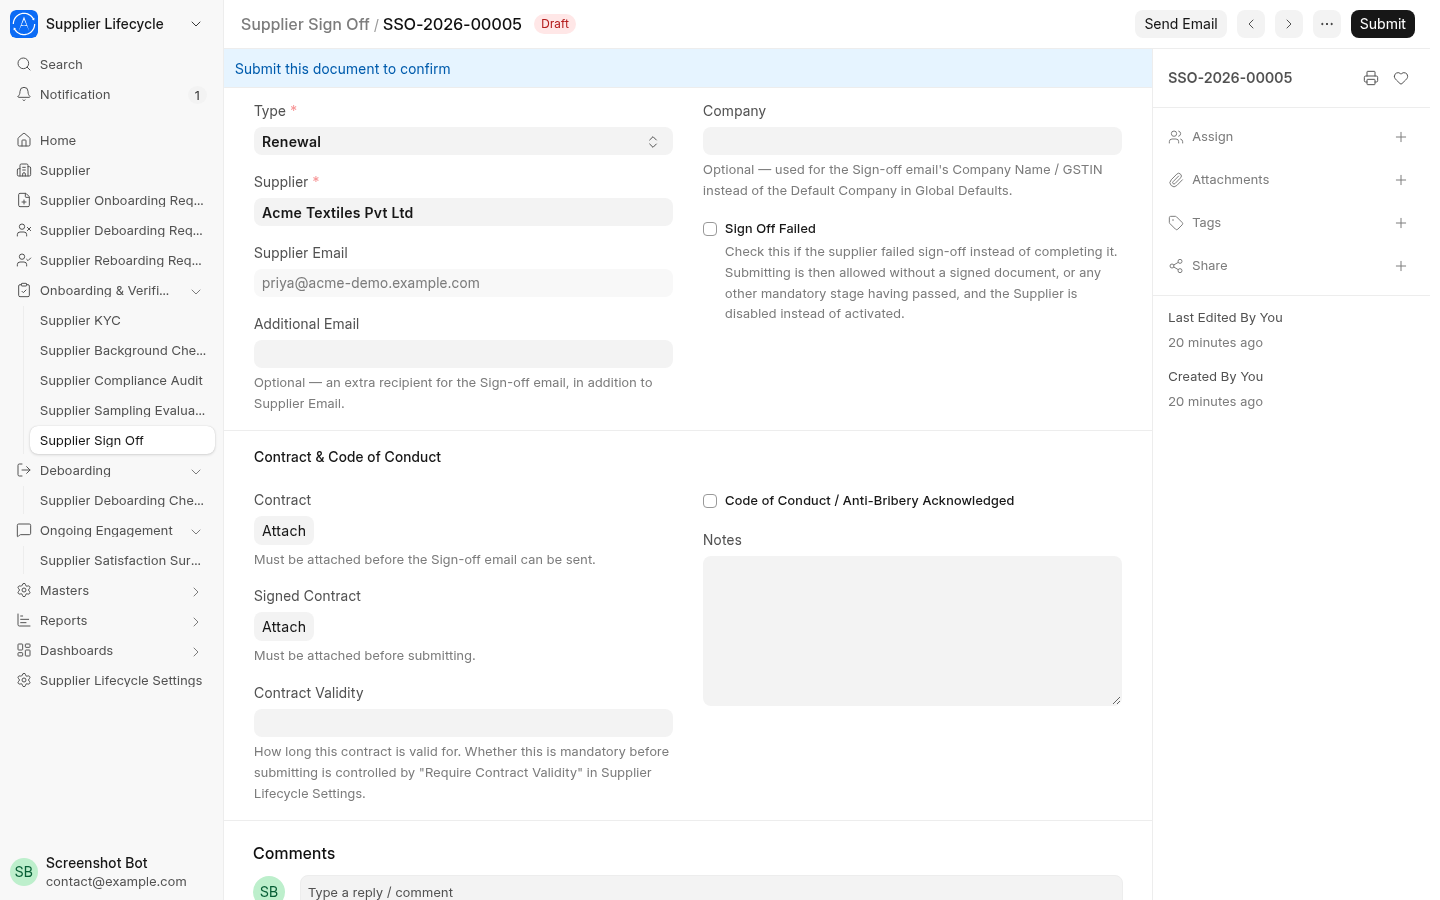 Supplier Lifecycle
Search
Notification
1
Home
Supplier
Supplier Onboarding Req...
Supplier Deboarding Req...
Supplier Reboarding Req...
Onboarding & Verifi...
Supplier KYC
Supplier Background Che...
Supplier Compliance Audit
Supplier Sampling Evalua...
Supplier Sign Off
Deboarding
Supplier Deboarding Che...
Ongoing Engagement
Supplier Satisfaction Sur...
Masters
Reports
Dashboards
Supplier Lifecycle Settings
SB
Screenshot Bot
contact@example.com
Supplier Sign Off / SSO-2026-00005 Draft
Send Email
Submit
Submit this document to confirm
Type *
Renewal
Supplier *
Acme Textiles Pvt Ltd
Supplier Email
priya@acme-demo.example.com
Additional Email
Optional — an extra recipient for the Sign-off email, in addition to
Supplier Email.
Company
Optional — used for the Sign-off email's Company Name / GSTIN
instead of the Default Company in Global Defaults.
Sign Off Failed
Check this if the supplier failed sign-off instead of completing it.
Submitting is then allowed without a signed document, or any
other mandatory stage having passed, and the Supplier is
disabled instead of activated.
Contract & Code of Conduct
Contract
Attach
Must be attached before the Sign-off email can be sent.
Signed Contract
Attach
Must be attached before submitting.
Contract Validity
How long this contract is valid for. Whether this is mandatory before
submitting is controlled by "Require Contract Validity" in Supplier
Lifecycle Settings.
Code of Conduct / Anti-Bribery Acknowledged
Notes
Comments
SB
Type a reply / comment
SSO-2026-00005
Assign
Attachments
Tags
Share
Last Edited By You
20 minutes ago
Created By You
20 minutes ago